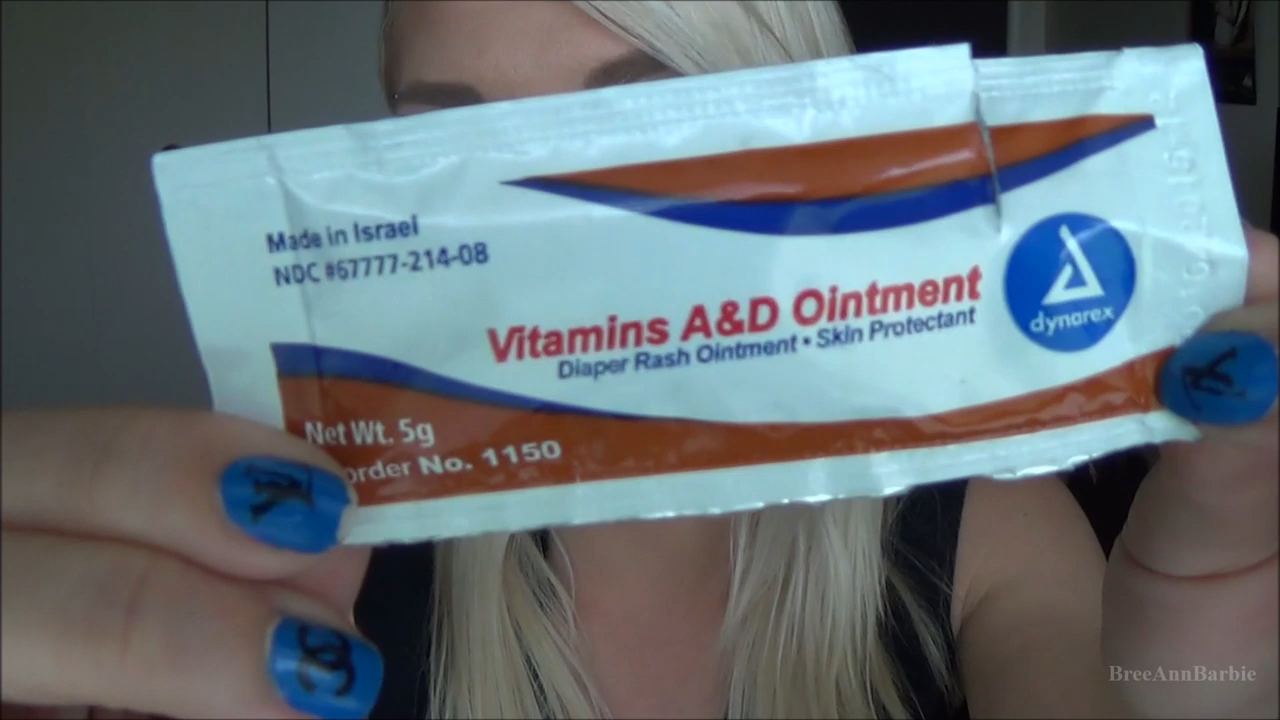 Made in Israel
NDC #67777-214-08
Vitamins A&D Ointment
Diaper Rash Ointment • Skin Protectant
dynarex
Net Wt. 5g
order No. 1150
BreeAnnBarbie